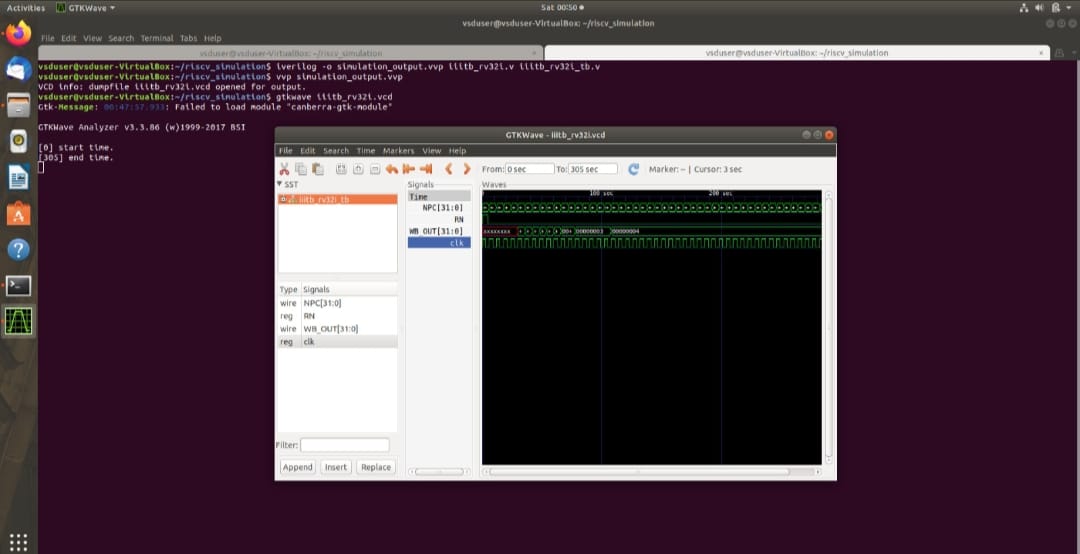 Activities GTKWave Sat 00:50
vsduser@vsduser-VirtualBox: ~/riscv_simulation
File Edit View Search Terminal Tabs Help
vsduser@vsduser-VirtualBox: ~/riscv_simulation × vsduser@vsduser-VirtualBox: ~/riscv_simulation ×
vsduser@vsduser-VirtualBox:~/riscv_simulation$ iverilog -o simulation_output.vvp iiitb_rv32i.v iiitb_rv32i_tb.v
vsduser@vsduser-VirtualBox:~/riscv_simulation$ vvp simulation_output.vvp
VCD info: dumpfile iiitb_rv32i.vcd opened for output.
vsduser@vsduser-VirtualBox:~/riscv_simulation$ gtkwave iiitb_rv32i.vcd
Gtk-Message: 00:47:57.933: Failed to load module "canberra-gtk-module"
GTKWave Analyzer v3.3.86 (w)1999-2017 BSI
[0] start time.
[305] end time.
GTKWave - iiitb_rv32i.vcd
File Edit Search Time Markers View Help
From: 0 sec To: 305 sec Marker: -- | Cursor: 3 sec
SST
iiitb_rv32i_tb
Type Signals
wire NPC[31:0]
reg RN
wire WB_OUT[31:0]
reg clk
Filter:
Append Insert Replace
Signals
Time
NPC[31:0]
RN
WB_OUT[31:0]
clk
Waves
100 sec 200 sec
xxxxxxxx + + + + + + 00+ 00000003 00000004